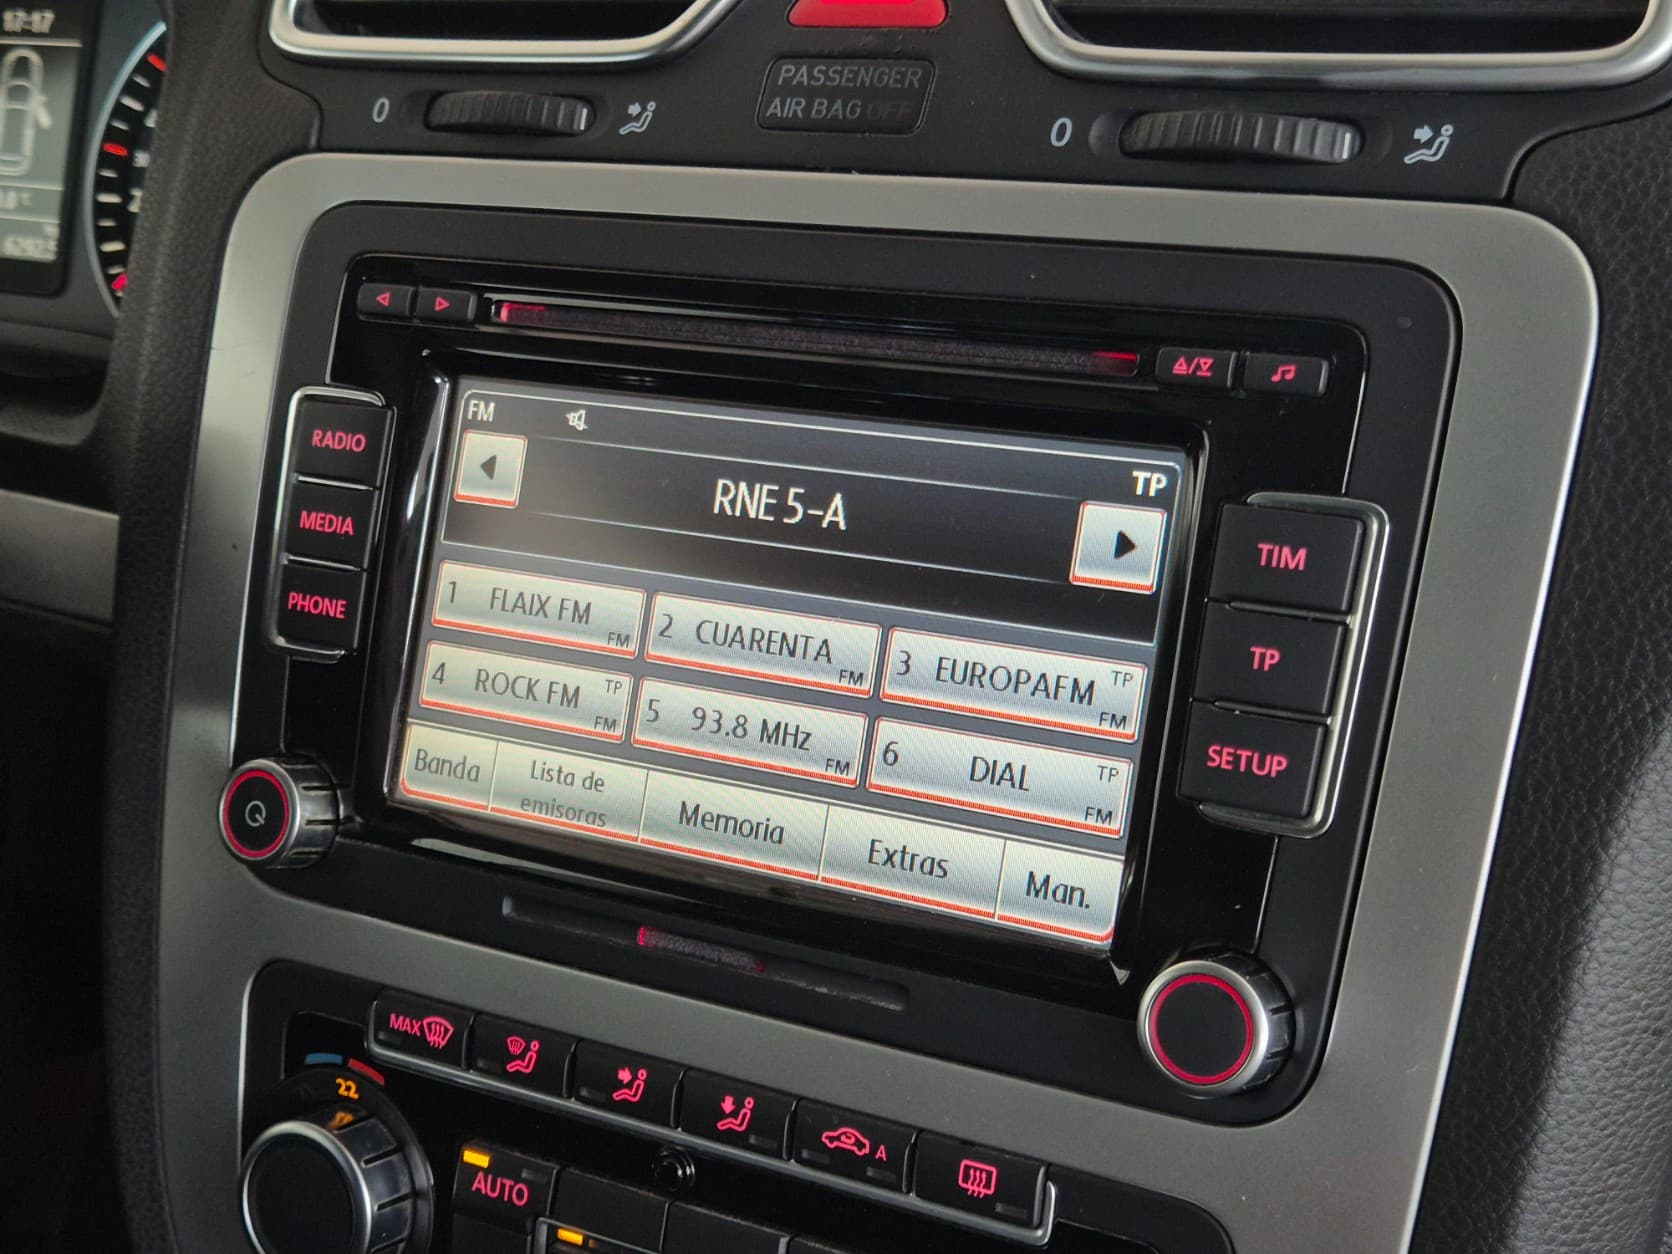 17:17
PASSENGER
AIR BAG OFF
0
0
RADIO
MEDIA
PHONE
FM
TP
RNE 5-A
1 FLAIX FM FM
2 CUARENTA FM
3 EUROPAFM TP FM
4 ROCK FM TP FM
5 93.8 MHz FM
6 DIAL TP FM
Banda
Lista de
emisoras
Memoria
Extras
Man.
TIM
TP
SETUP
MAX
A
22
AUTO